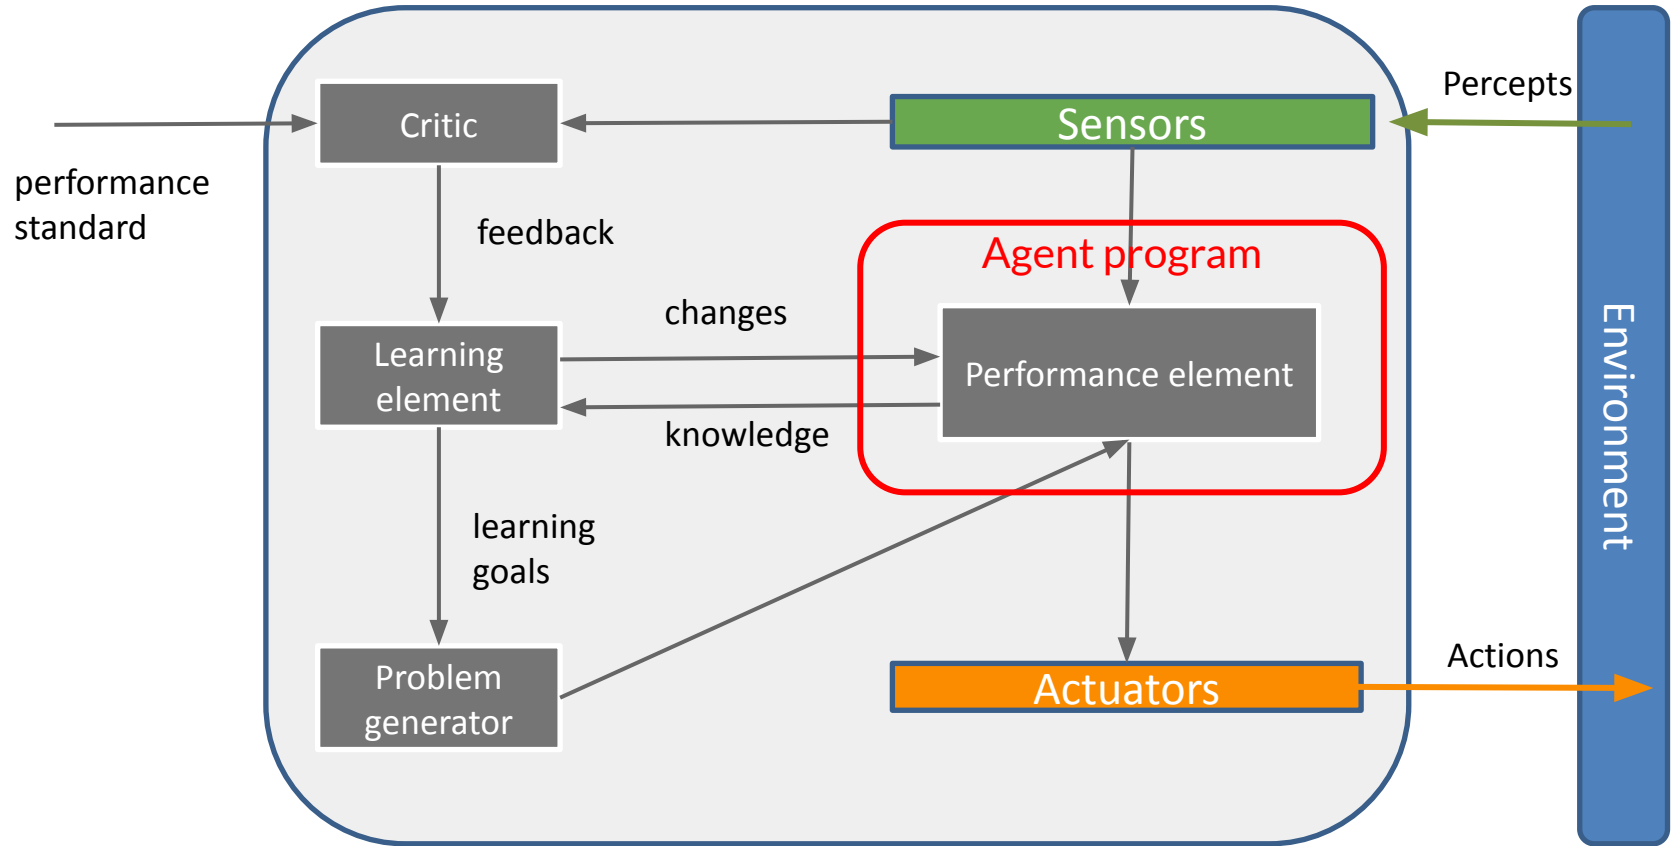 Percepts
Critic
Sensors
performance
standard
feedback
Agent program
changes
Learning
element
Performance element
knowledge
Environment
learning
goals
Problem
generator
Actuators
Actions